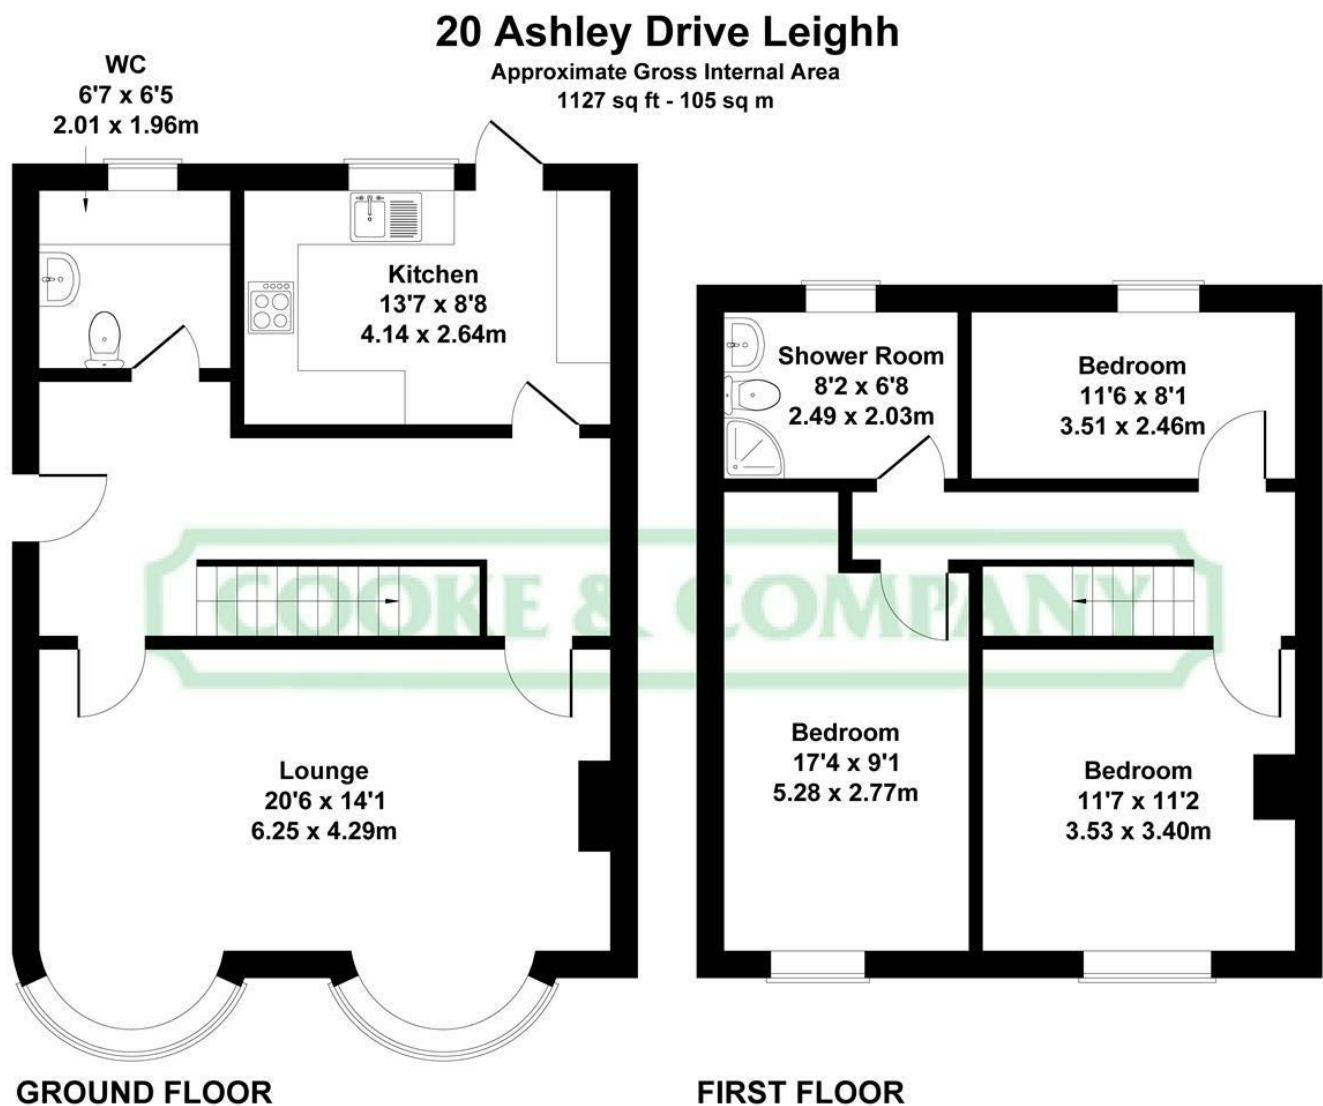 20 Ashley Drive Leighh
Approximate Gross Internal Area
1127 sq ft - 105 sq m
WC
6'7 x 6'5
2.01 x 1.96m
Kitchen
13'7 x 8'8
4.14 x 2.64m
Lounge
20'6 x 14'1
6.25 x 4.29m
GROUND FLOOR
Shower Room
8'2 x 6'8
2.49 x 2.03m
Bedroom
11'6 x 8'1
3.51 x 2.46m
Bedroom
17'4 x 9'1
5.28 x 2.77m
Bedroom
11'7 x 11'2
3.53 x 3.40m
FIRST FLOOR
COOKE & COMPANY